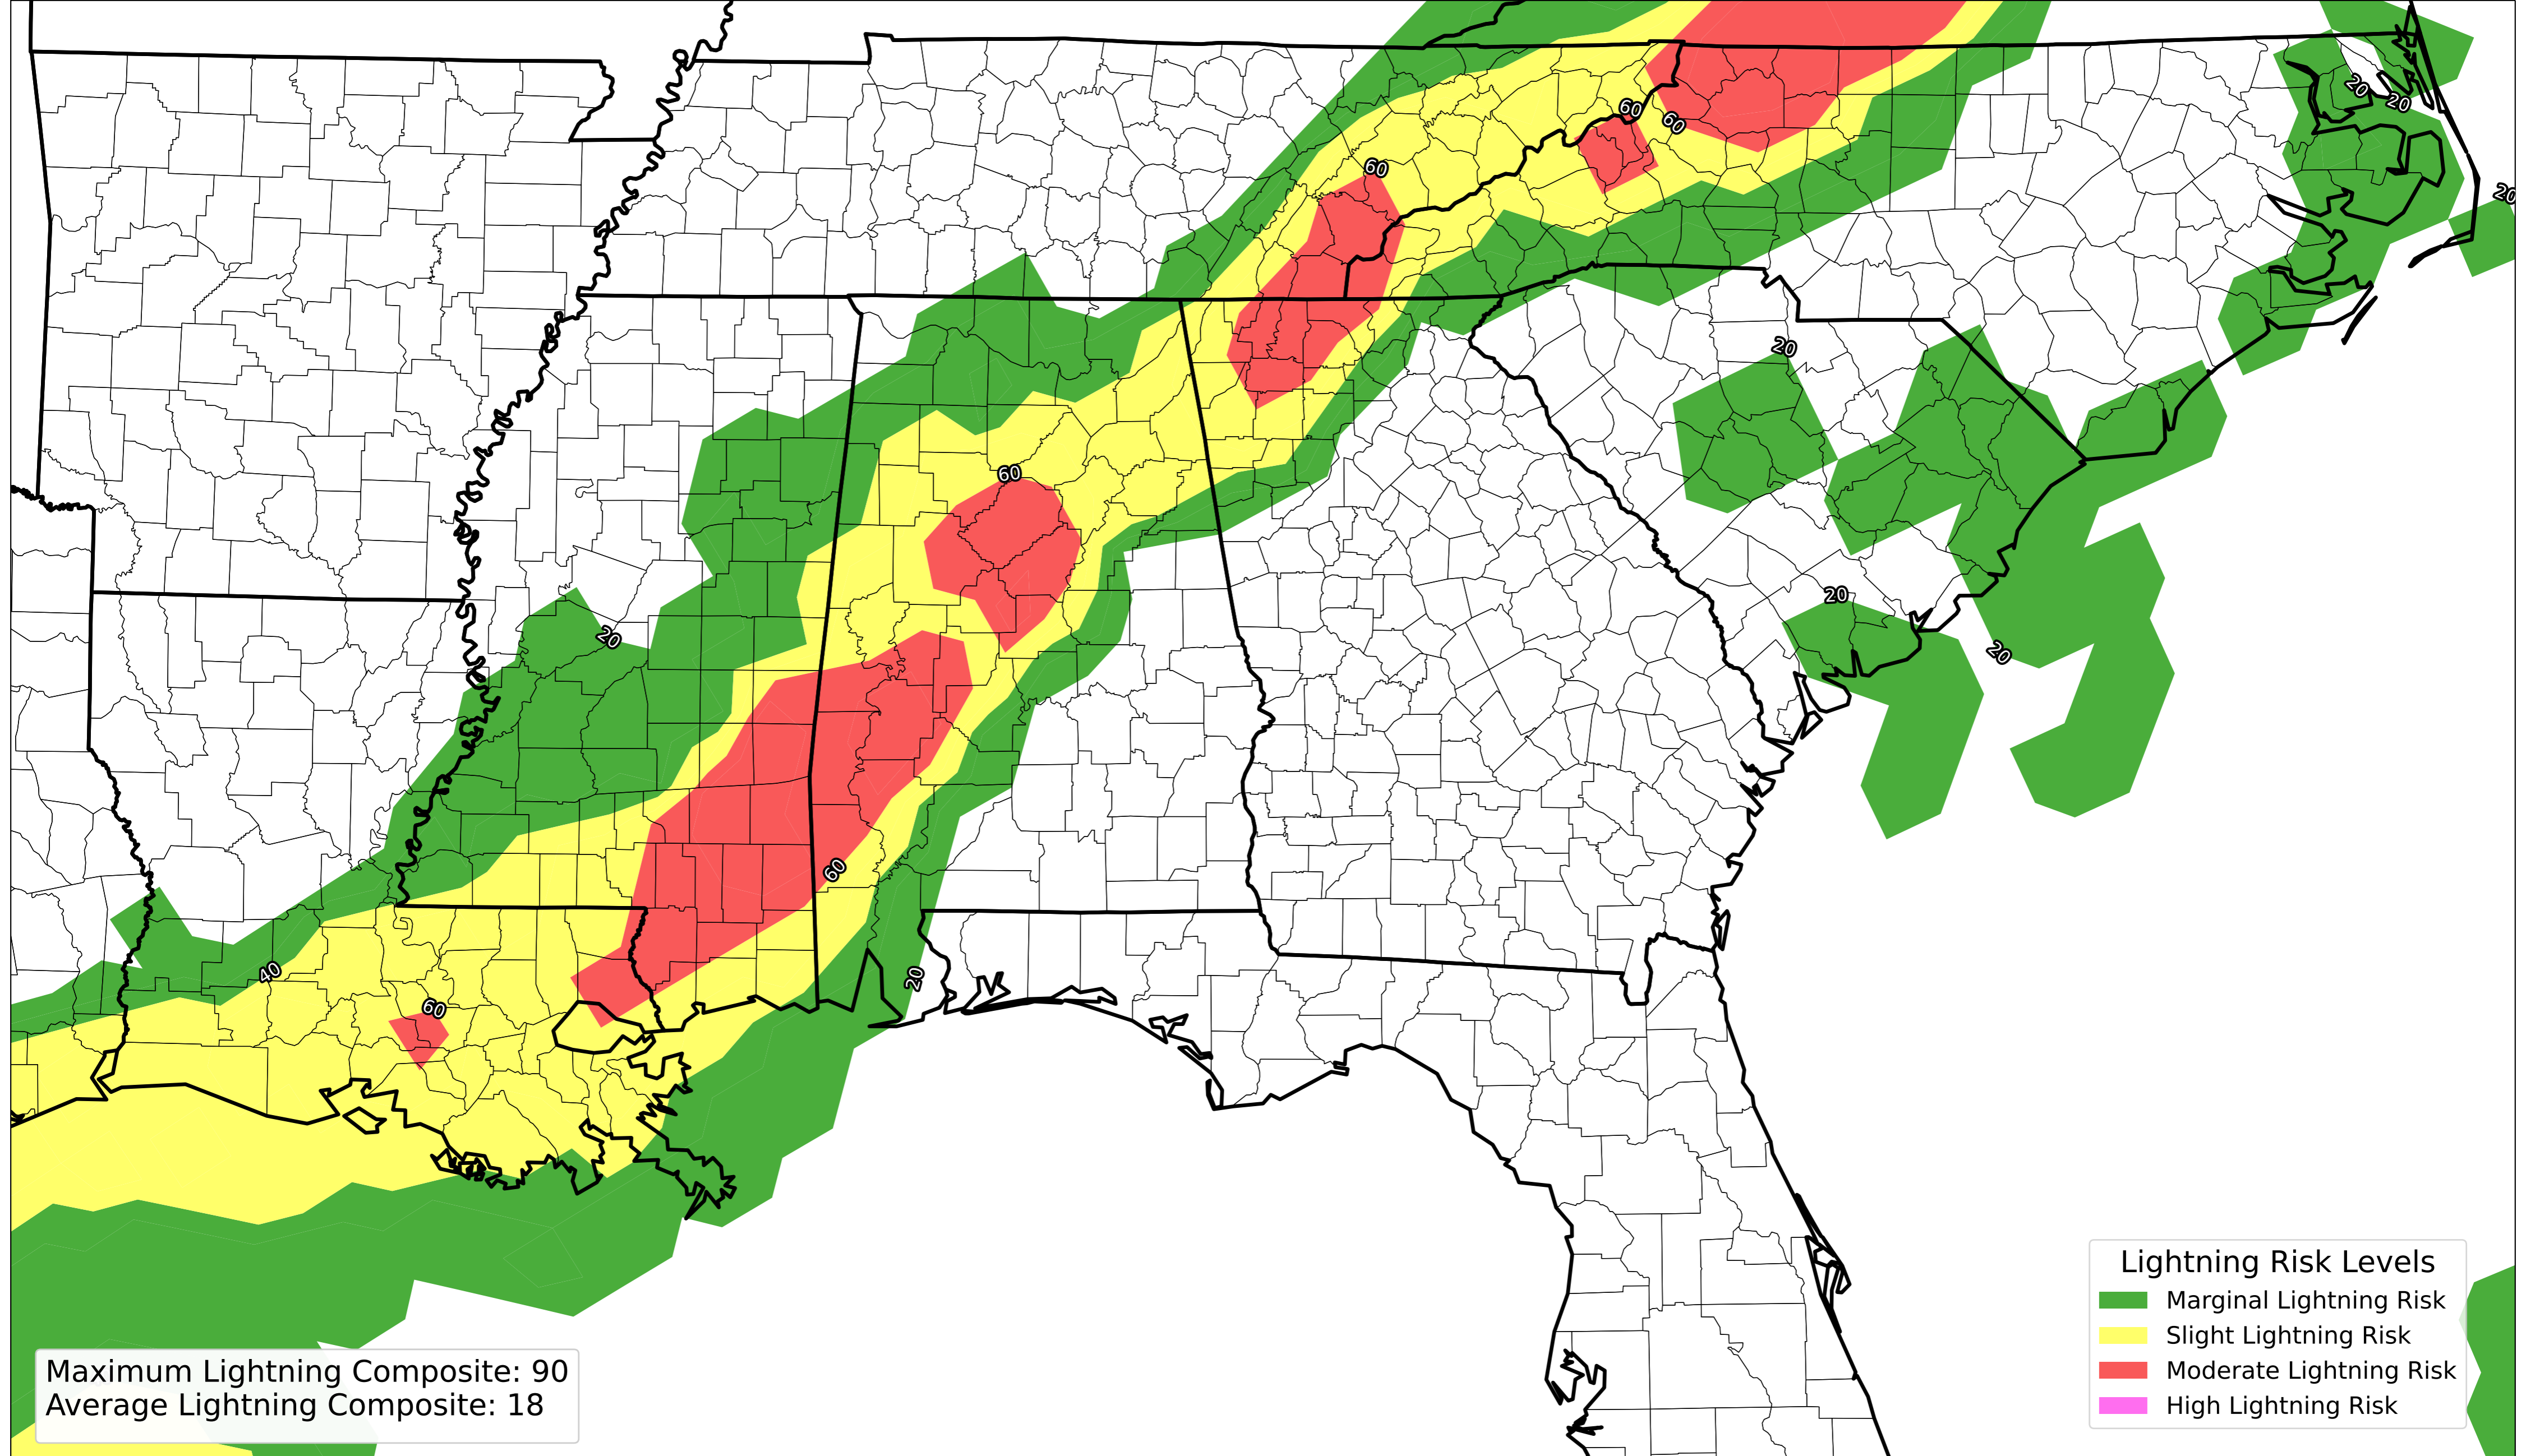 20
20
60
60
60
20
20
60
20
20
20
60
40
20
60
Lightning Risk Levels
Marginal Lightning Risk
Slight Lightning Risk
Moderate Lightning Risk
High Lightning Risk
Maximum Lightning Composite: 90
Average Lightning Composite: 18